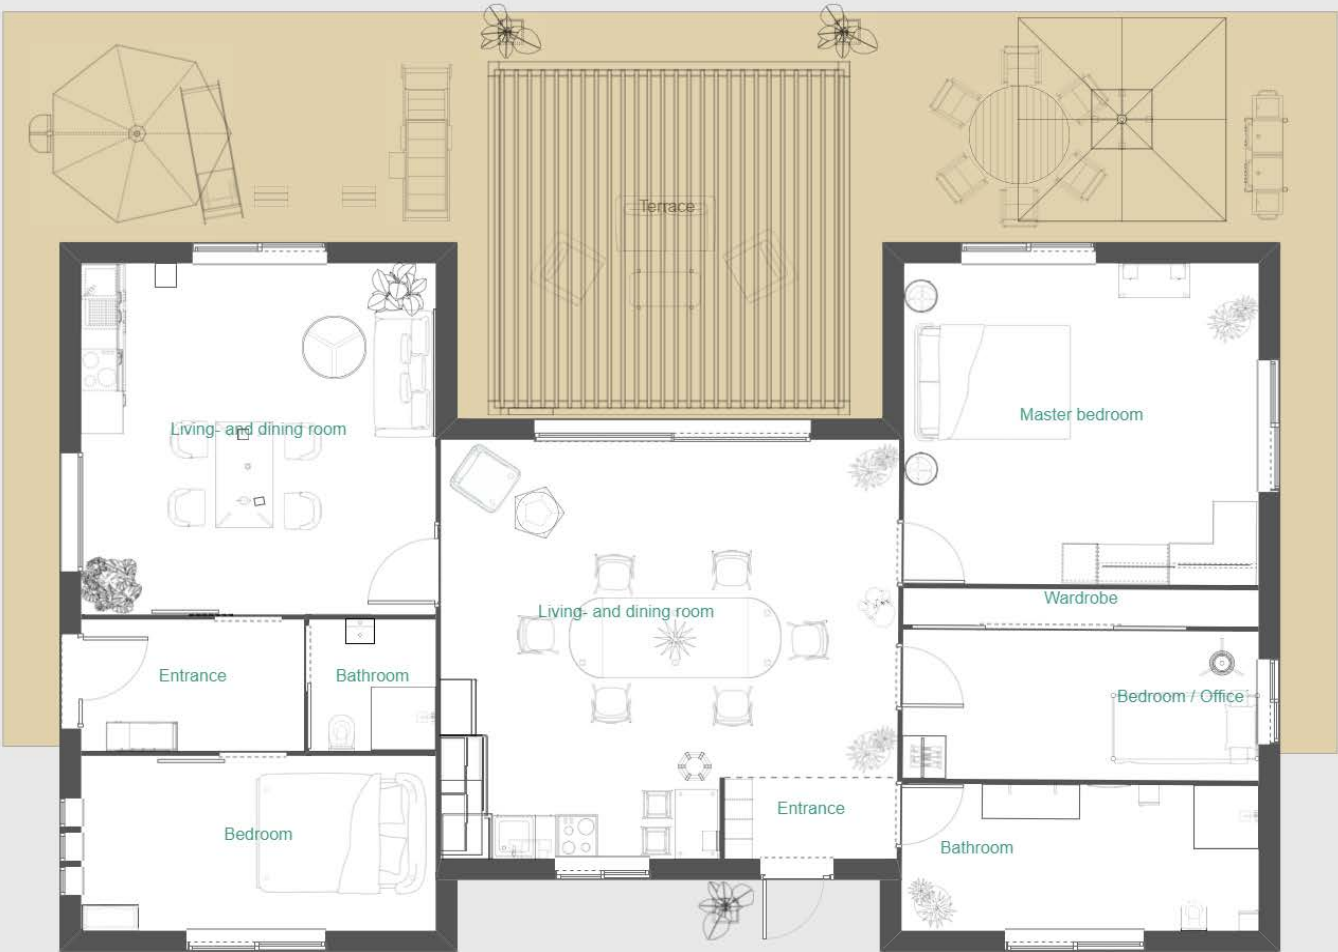 Terrace
Living- and dining room
Master bedroom
Living- and dining room
Wardrobe
Entrance
Bathroom
Bedroom / Office
Bedroom
Entrance
Bathroom